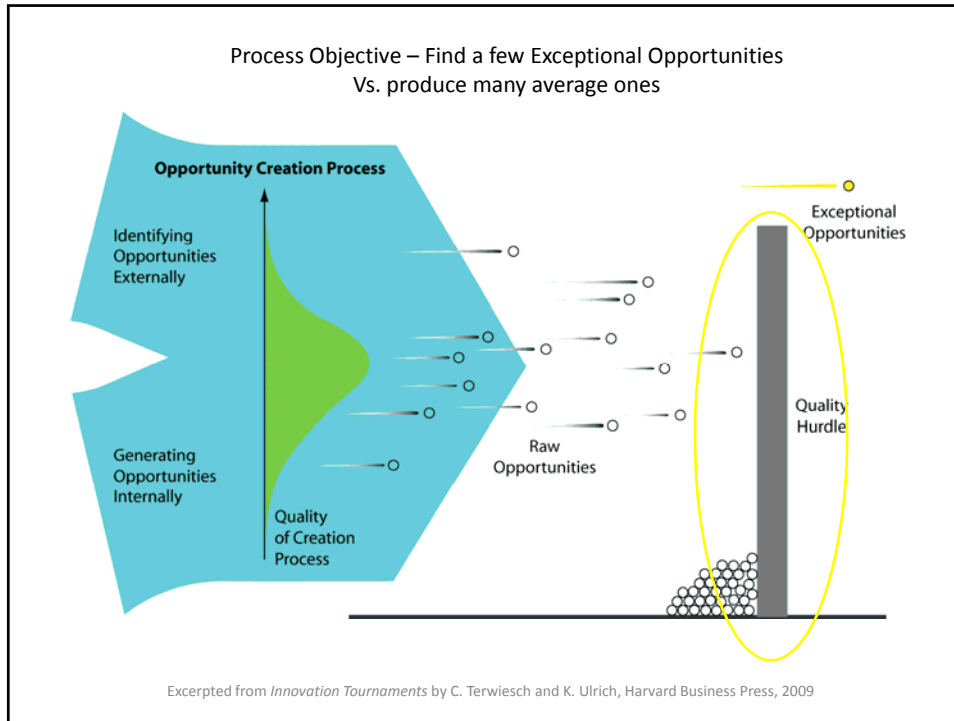 Process Objective – Find a few Exceptional Opportunities
Vs. produce many average ones
Opportunity Creation Process
Identifying
Opportunities
Externally
Generating
Opportunities
Internally
Quality
of Creation
Process
Raw
Opportunities
Exceptional
Opportunities
Quality
Hurdle
Excerpted from Innovation Tournaments by C. Terwiesch and K. Ulrich, Harvard Business Press, 2009